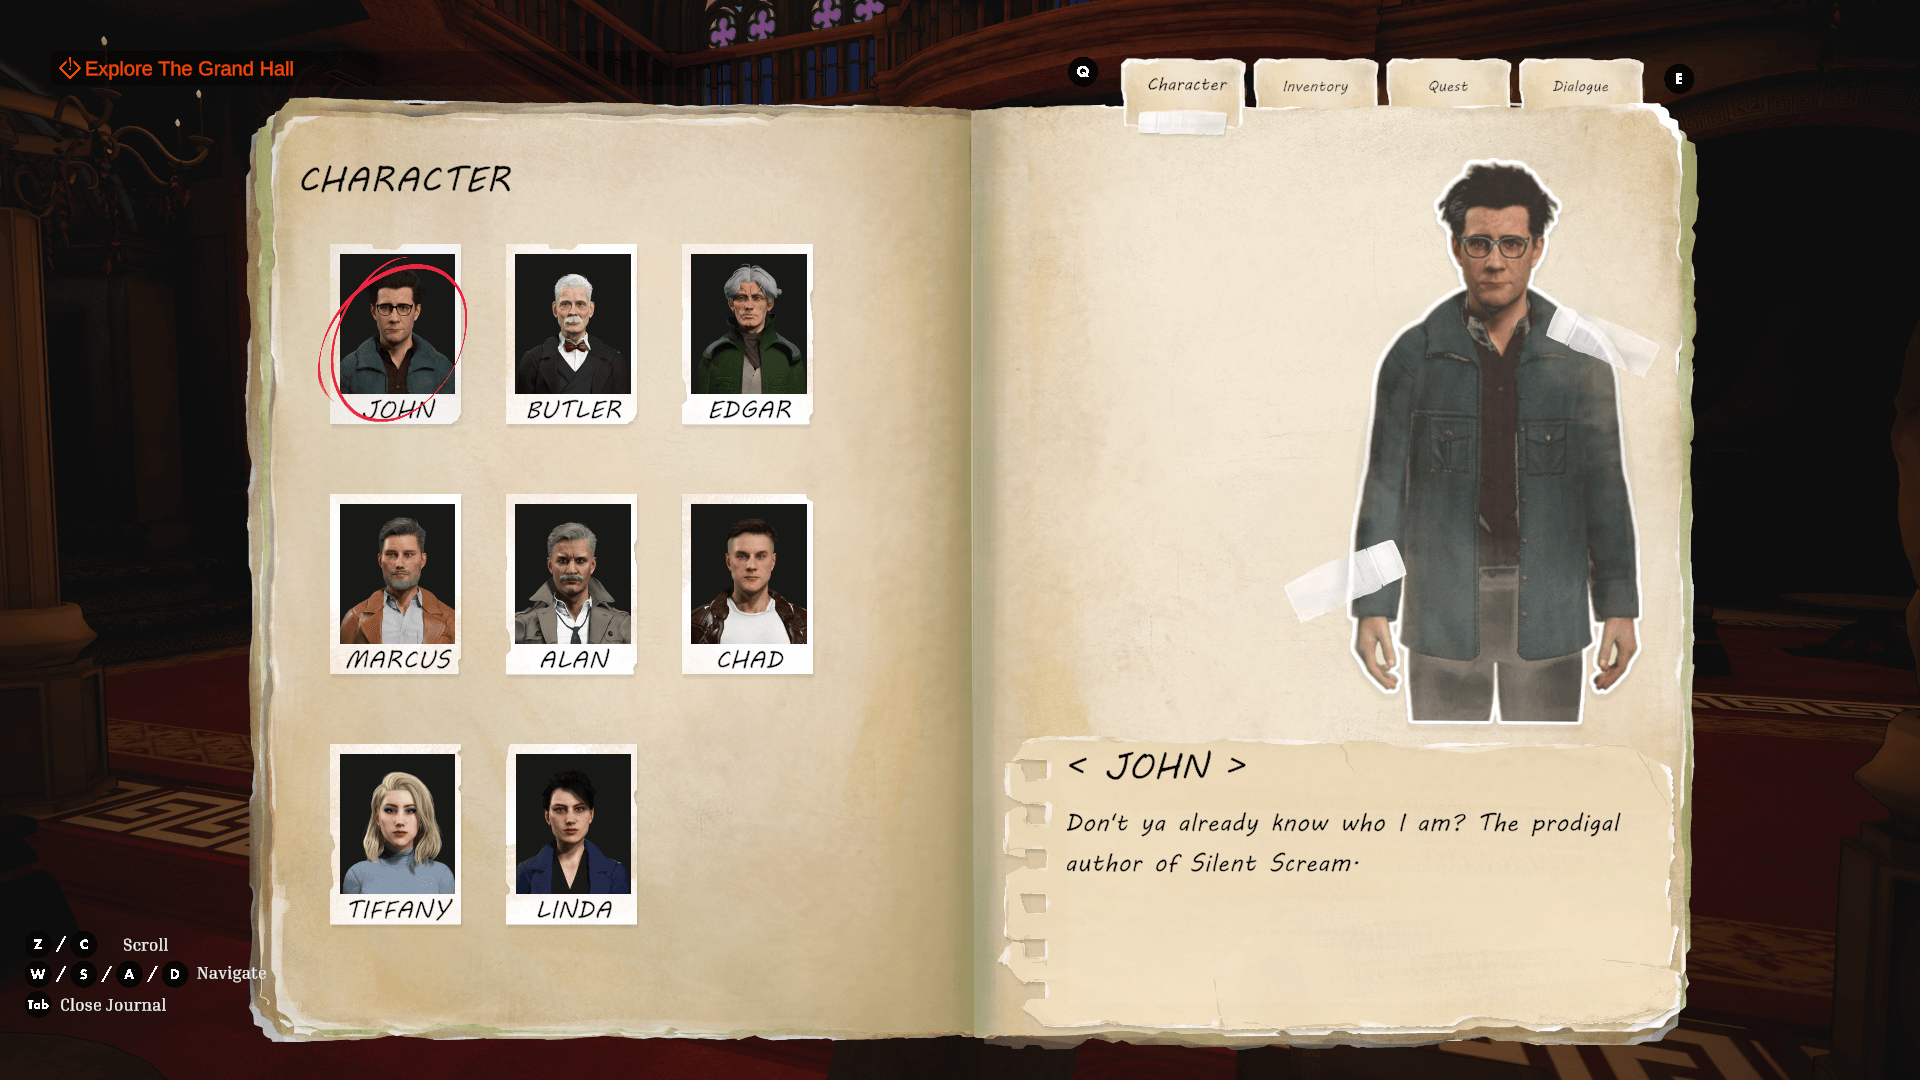 Explore The Grand Hall
Q
Character
Inventory
Quest
Dialogue
E
CHARACTER
JOHN
BUTLER
EDGAR
MARCUS
ALAN
CHAD
TIFFANY
LINDA
< JOHN >
Don't ya already know who I am? The prodigal
author of Silent Scream.
Z / C Scroll
W / S / A / D Navigate
Tab Close Journal